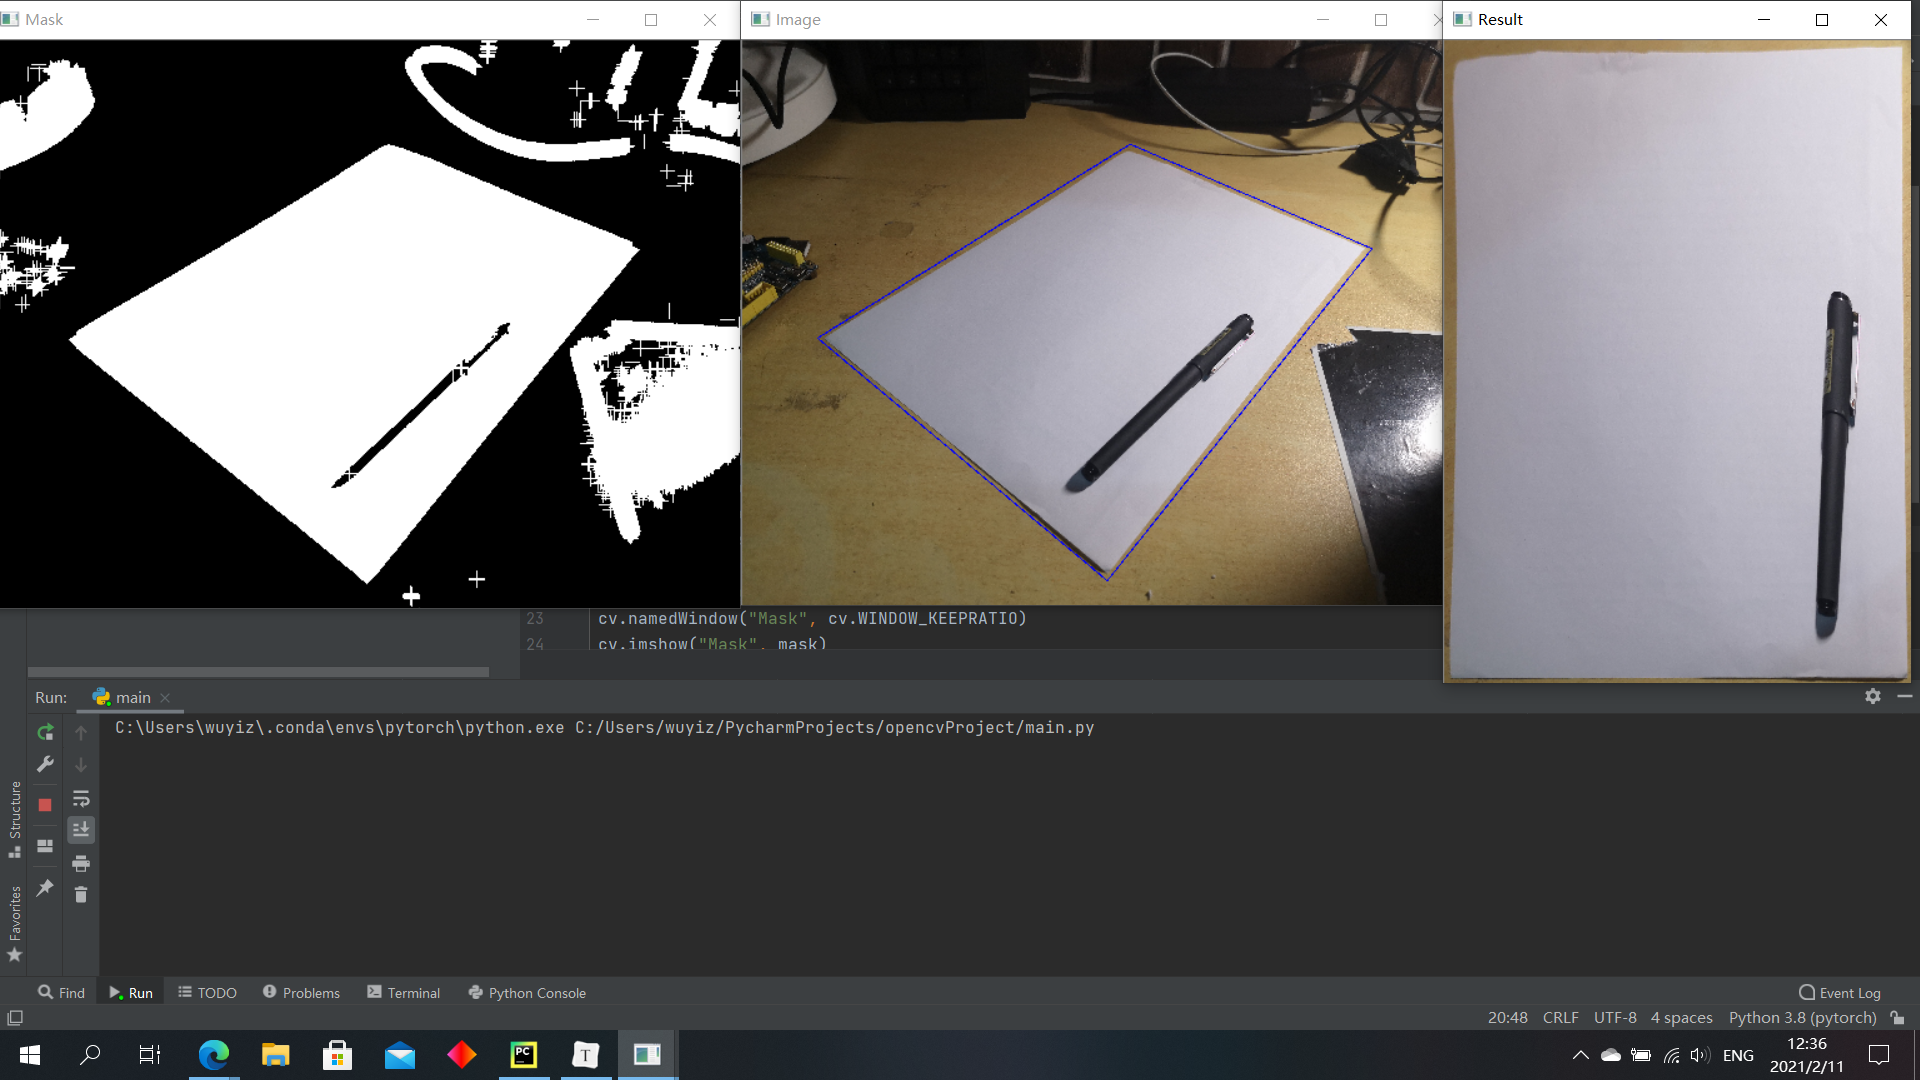 Mask
Image
Result
23 cv.namedWindow("Mask", cv.WINDOW_KEEPRATIO)
24 cv.imshow("Mask", mask)
Run: main
C:\Users\wuyiz\.conda\envs\pytorch\python.exe C:/Users/wuyiz/PycharmProjects/opencvProject/main.py
Structure
Favorites
Find Run TODO Problems Terminal Python Console Event Log
20:48 CRLF UTF-8 4 spaces Python 3.8 (pytorch)
PC T ENG 12:36
2021/2/11